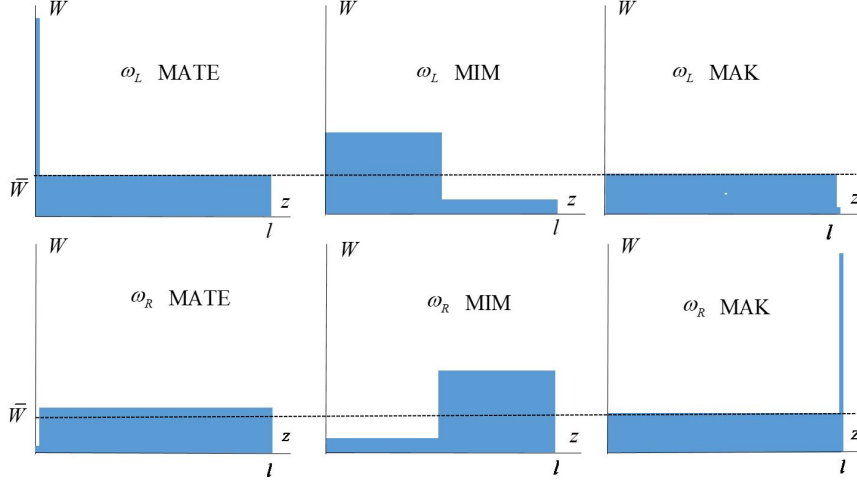 W W W
ω_L MATE ω_L MIM ω_L MAK
W̄ z z z
l l l
W W W
ω_R MATE ω_R MIM ω_R MAK
W̄ z z z
l l l